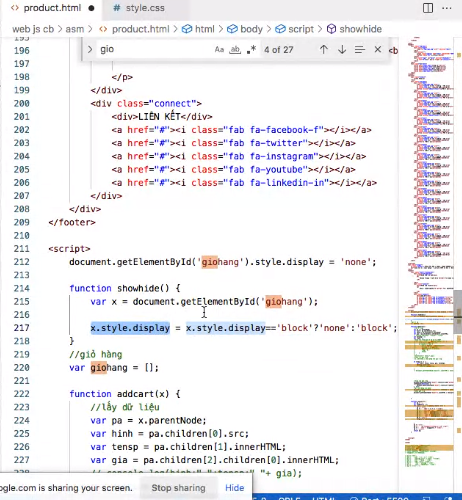 product.html
style.css
web js cb > asm > product.html > html > body > script > showhide
gio
Aa
4 of 27
196
197
198 </p>
199 </div>
200 <div class="connect">
201 <div>LIÊN KẾT</div>
202 <a href="#"><i class="fab fa-facebook-f"></i></a>
203 <a href="#"><i class="fab fa-twitter"></i></a>
204 <a href="#"><i class="fab fa-instagram"></i></a>
205 <a href="#"><i class="fab fa-youtube"></i></a>
206 <a href="#"><i class="fab fa-linkedin-in"></i></a>
207 </div>
208 </div>
209 </footer>
210
211 <script>
212 document.getElementById('giohang').style.display = 'none';
213
214 function showhide() {
215 var x = document.getElementById('giohang');
216
217 x.style.display = x.style.display=='block'?'none':'block';
218 }
219 //giỏ hàng
220 var giohang = [];
221
222 function addcart(x) {
223 //lấy dữ liệu
224 var pa = x.parentNode;
225 var hinh = pa.children[0].src;
226 var tensp = pa.children[1].innerHTML;
227 var gia = pa.children[2].children[0].innerHTML;
gle.com is sharing your screen.
Stop sharing
Hide